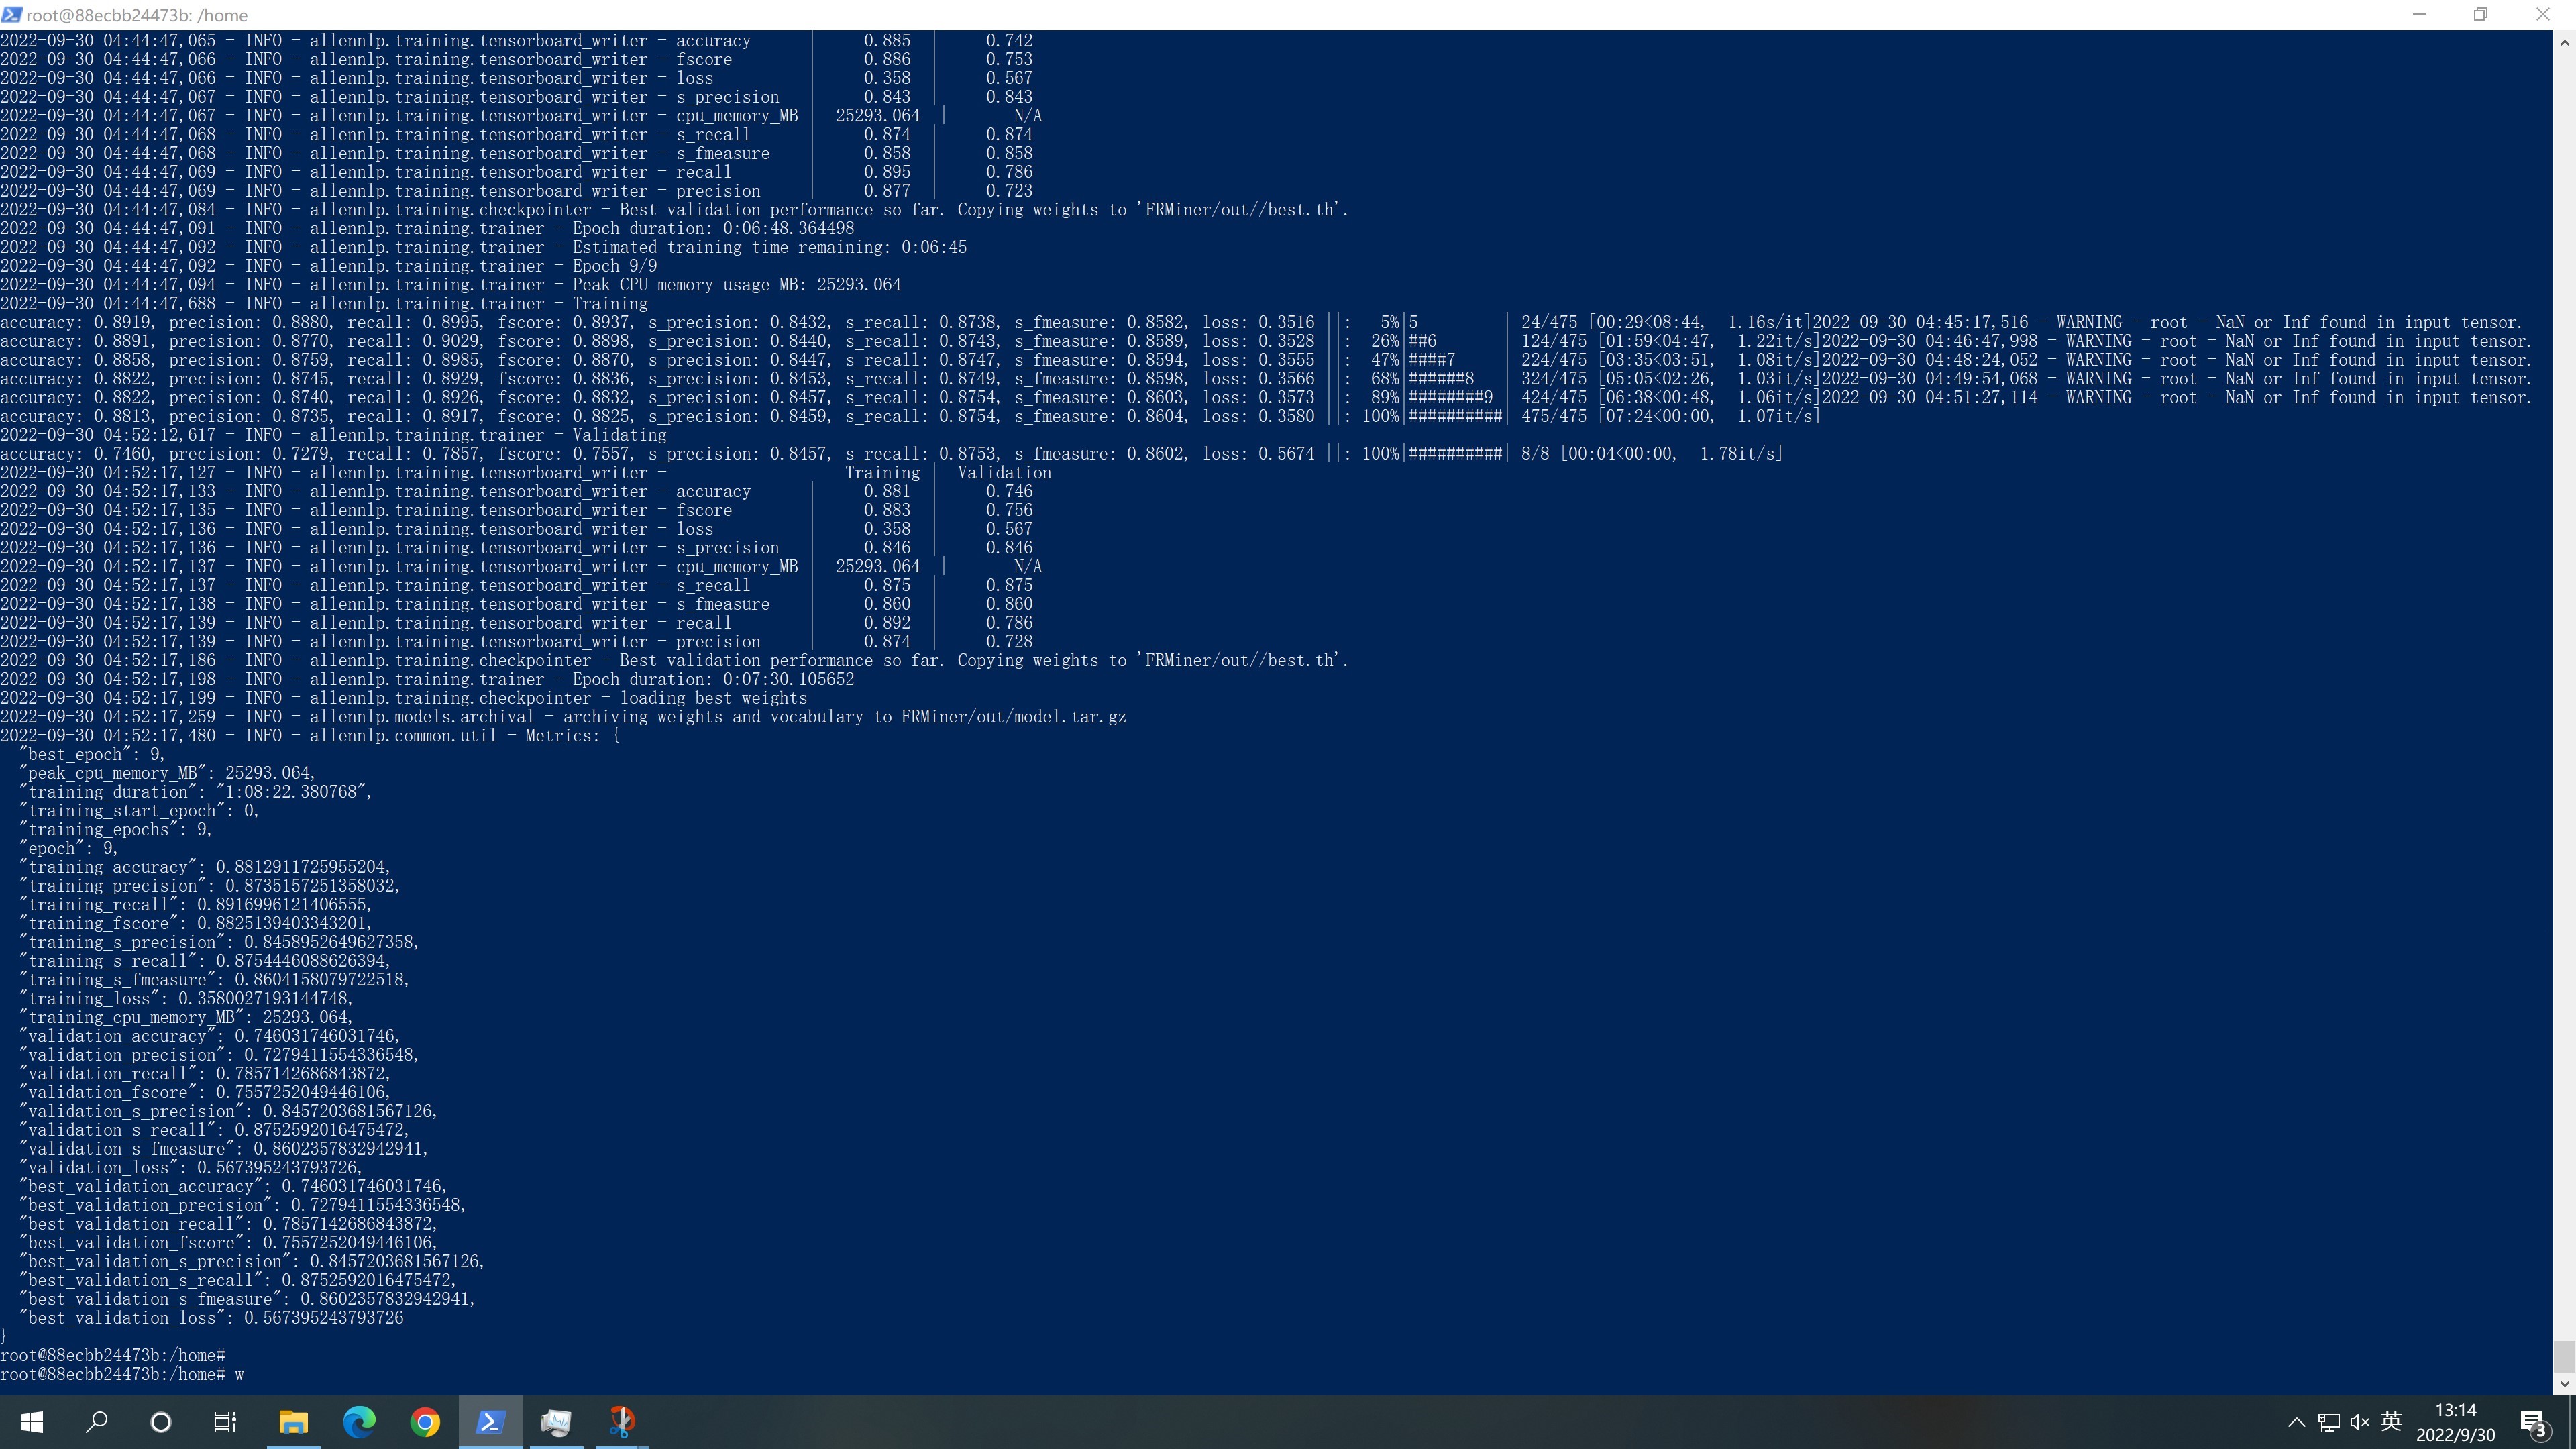 root@88ecbb24473b: /home
2022-09-30 04:44:47,065 - INFO - allennlp.training.tensorboard_writer - accuracy | 0.885 | 0.742
2022-09-30 04:44:47,066 - INFO - allennlp.training.tensorboard_writer - fscore | 0.886 | 0.753
2022-09-30 04:44:47,066 - INFO - allennlp.training.tensorboard_writer - loss | 0.358 | 0.567
2022-09-30 04:44:47,067 - INFO - allennlp.training.tensorboard_writer - s_precision | 0.843 | 0.843
2022-09-30 04:44:47,067 - INFO - allennlp.training.tensorboard_writer - cpu_memory_MB | 25293.064 | N/A
2022-09-30 04:44:47,068 - INFO - allennlp.training.tensorboard_writer - s_recall | 0.874 | 0.874
2022-09-30 04:44:47,068 - INFO - allennlp.training.tensorboard_writer - s_fmeasure | 0.858 | 0.858
2022-09-30 04:44:47,069 - INFO - allennlp.training.tensorboard_writer - recall | 0.895 | 0.786
2022-09-30 04:44:47,069 - INFO - allennlp.training.tensorboard_writer - precision | 0.877 | 0.723
2022-09-30 04:44:47,084 - INFO - allennlp.training.checkpointer - Best validation performance so far. Copying weights to 'FRMiner/out//best.th'.
2022-09-30 04:44:47,091 - INFO - allennlp.training.trainer - Epoch duration: 0:06:48.364498
2022-09-30 04:44:47,092 - INFO - allennlp.training.trainer - Estimated training time remaining: 0:06:45
2022-09-30 04:44:47,092 - INFO - allennlp.training.trainer - Epoch 9/9
2022-09-30 04:44:47,094 - INFO - allennlp.training.trainer - Peak CPU memory usage MB: 25293.064
2022-09-30 04:44:47,688 - INFO - allennlp.training.trainer - Training
accuracy: 0.8919, precision: 0.8880, recall: 0.8995, fscore: 0.8937, s_precision: 0.8432, s_recall: 0.8738, s_fmeasure: 0.8582, loss: 0.3516 ||: 5%|5 | 24/475 [00:29<08:44, 1.16s/it]2022-09-30 04:45:17,516 - WARNING - root - NaN or Inf found in input tensor.
accuracy: 0.8891, precision: 0.8770, recall: 0.9029, fscore: 0.8898, s_precision: 0.8440, s_recall: 0.8743, s_fmeasure: 0.8589, loss: 0.3528 ||: 26%|##6 | 124/475 [01:59<04:47, 1.22it/s]2022-09-30 04:46:47,998 - WARNING - root - NaN or Inf found in input tensor.
accuracy: 0.8858, precision: 0.8759, recall: 0.8985, fscore: 0.8870, s_precision: 0.8447, s_recall: 0.8747, s_fmeasure: 0.8594, loss: 0.3555 ||: 47%|####7 | 224/475 [03:35<03:51, 1.08it/s]2022-09-30 04:48:24,052 - WARNING - root - NaN or Inf found in input tensor.
accuracy: 0.8822, precision: 0.8745, recall: 0.8929, fscore: 0.8836, s_precision: 0.8453, s_recall: 0.8749, s_fmeasure: 0.8598, loss: 0.3566 ||: 68%|######8 | 324/475 [05:05<02:26, 1.03it/s]2022-09-30 04:49:54,068 - WARNING - root - NaN or Inf found in input tensor.
accuracy: 0.8822, precision: 0.8740, recall: 0.8926, fscore: 0.8832, s_precision: 0.8457, s_recall: 0.8754, s_fmeasure: 0.8603, loss: 0.3573 ||: 89%|########9 | 424/475 [06:38<00:48, 1.06it/s]2022-09-30 04:51:27,114 - WARNING - root - NaN or Inf found in input tensor.
accuracy: 0.8813, precision: 0.8735, recall: 0.8917, fscore: 0.8825, s_precision: 0.8459, s_recall: 0.8754, s_fmeasure: 0.8604, loss: 0.3580 ||: 100%|##########| 475/475 [07:24<00:00, 1.07it/s]
2022-09-30 04:52:12,617 - INFO - allennlp.training.trainer - Validating
accuracy: 0.7460, precision: 0.7279, recall: 0.7857, fscore: 0.7557, s_precision: 0.8457, s_recall: 0.8753, s_fmeasure: 0.8602, loss: 0.5674 ||: 100%|##########| 8/8 [00:04<00:00, 1.78it/s]
2022-09-30 04:52:17,127 - INFO - allennlp.training.tensorboard_writer - Training | Validation
2022-09-30 04:52:17,133 - INFO - allennlp.training.tensorboard_writer - accuracy | 0.881 | 0.746
2022-09-30 04:52:17,135 - INFO - allennlp.training.tensorboard_writer - fscore | 0.883 | 0.756
2022-09-30 04:52:17,136 - INFO - allennlp.training.tensorboard_writer - loss | 0.358 | 0.567
2022-09-30 04:52:17,136 - INFO - allennlp.training.tensorboard_writer - s_precision | 0.846 | 0.846
2022-09-30 04:52:17,137 - INFO - allennlp.training.tensorboard_writer - cpu_memory_MB | 25293.064 | N/A
2022-09-30 04:52:17,137 - INFO - allennlp.training.tensorboard_writer - s_recall | 0.875 | 0.875
2022-09-30 04:52:17,138 - INFO - allennlp.training.tensorboard_writer - s_fmeasure | 0.860 | 0.860
2022-09-30 04:52:17,139 - INFO - allennlp.training.tensorboard_writer - recall | 0.892 | 0.786
2022-09-30 04:52:17,139 - INFO - allennlp.training.tensorboard_writer - precision | 0.874 | 0.728
2022-09-30 04:52:17,186 - INFO - allennlp.training.checkpointer - Best validation performance so far. Copying weights to 'FRMiner/out//best.th'.
2022-09-30 04:52:17,198 - INFO - allennlp.training.trainer - Epoch duration: 0:07:30.105652
2022-09-30 04:52:17,199 - INFO - allennlp.training.checkpointer - loading best weights
2022-09-30 04:52:17,259 - INFO - allennlp.models.archival - archiving weights and vocabulary to FRMiner/out/model.tar.gz
2022-09-30 04:52:17,480 - INFO - allennlp.common.util - Metrics: {
"best_epoch": 9,
"peak_cpu_memory_MB": 25293.064,
"training_duration": "1:08:22.380768",
"training_start_epoch": 0,
"training_epochs": 9,
"epoch": 9,
"training_accuracy": 0.8812911725955204,
"training_precision": 0.8735157251358032,
"training_recall": 0.8916996121406555,
"training_fscore": 0.8825139403343201,
"training_s_precision": 0.8458952649627358,
"training_s_recall": 0.8754446088626394,
"training_s_fmeasure": 0.8604158079722518,
"training_loss": 0.3580027193144748,
"training_cpu_memory_MB": 25293.064,
"validation_accuracy": 0.746031746031746,
"validation_precision": 0.7279411554336548,
"validation_recall": 0.7857142686843872,
"validation_fscore": 0.7557252049446106,
"validation_s_precision": 0.8457203681567126,
"validation_s_recall": 0.8752592016475472,
"validation_s_fmeasure": 0.8602357832942941,
"validation_loss": 0.567395243793726,
"best_validation_accuracy": 0.746031746031746,
"best_validation_precision": 0.7279411554336548,
"best_validation_recall": 0.7857142686843872,
"best_validation_fscore": 0.7557252049446106,
"best_validation_s_precision": 0.8457203681567126,
"best_validation_s_recall": 0.8752592016475472,
"best_validation_s_fmeasure": 0.8602357832942941,
"best_validation_loss": 0.567395243793726
}
root@88ecbb24473b:/home#
root@88ecbb24473b:/home# w
英
13:14
2022/9/30
3